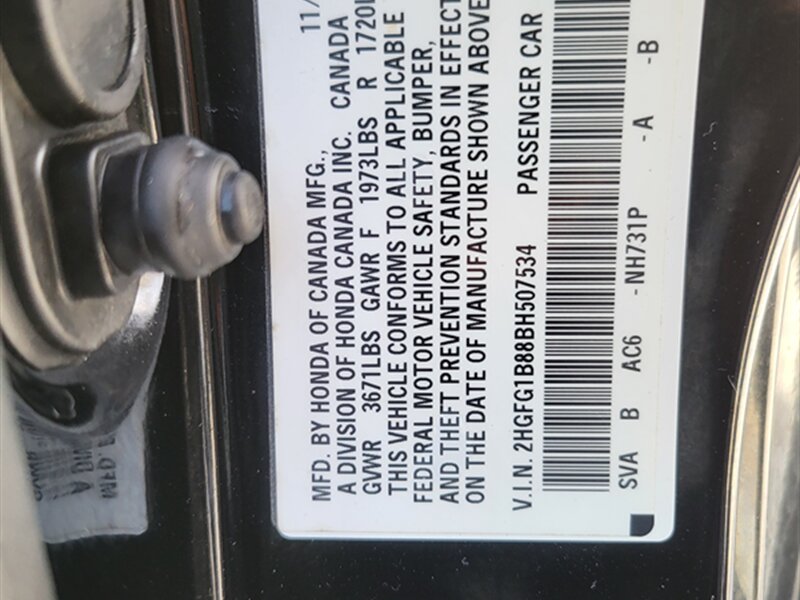 MFD. BY HONDA OF CANADA MFG., 11/
A DIVISION OF HONDA CANADA INC. CANADA
GVWR 3671LBS GAWR F 1973LBS R 1720
THIS VEHICLE CONFORMS TO ALL APPLICABLE
FEDERAL MOTOR VEHICLE SAFETY, BUMPER,
AND THEFT PREVENTION STANDARDS IN EFFECT
ON THE DATE OF MANUFACTURE SHOWN ABOVE
V.I.N. 2HGFG1B88BH507534 PASSENGER CAR
SVA B AC6 -NH731P -A -B